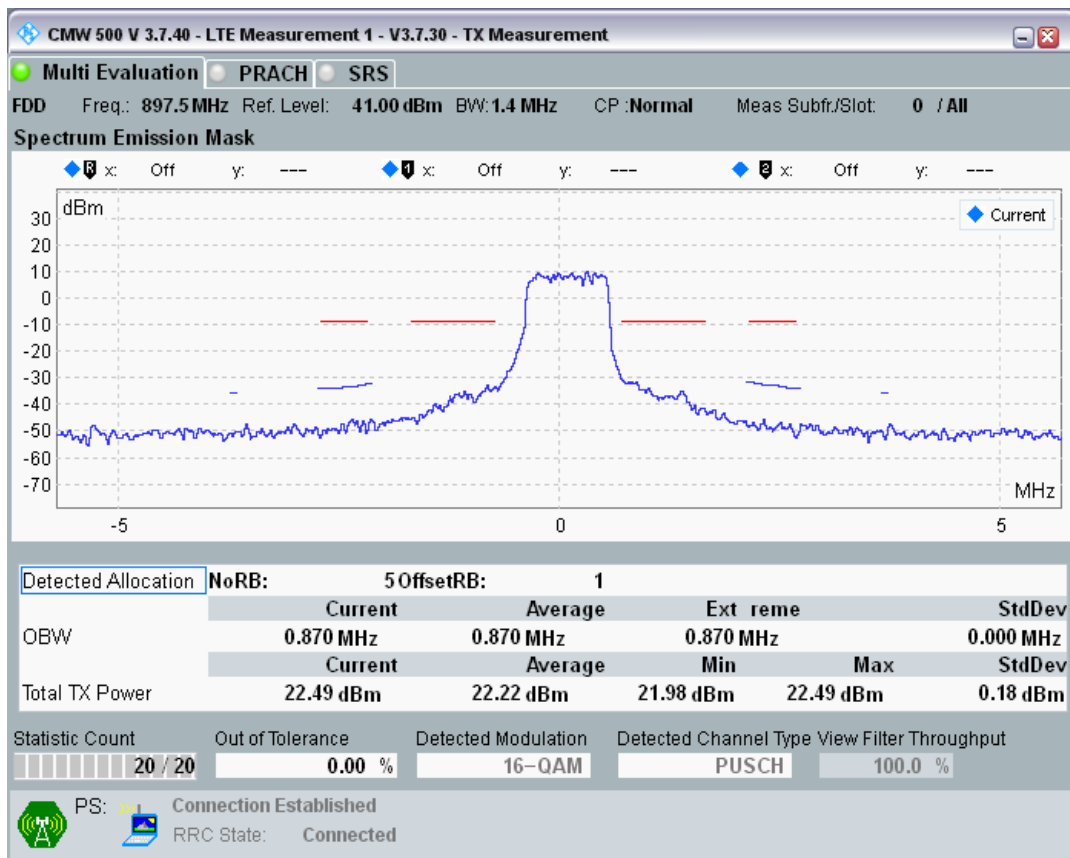 CMW 500 V 3.7.40 - LTE Measurement 1 - V3.7.30 - TX Measurement
Multi Evaluation PRACH SRS
FDD Freq.: 897.5 MHz Ref. Level: 41.00 dBm BW: 1.4 MHz CP :Normal Meas Subfr./Slot: 0 / All
Spectrum Emission Mask
R x: Off y: --- 1 x: Off y: --- 2 x: Off y: ---
dBm
Current
30
20
10
0
-10
-20
-30
-40
-50
-60
-70
MHz
-5 0 5
Detected Allocation NoRB: 5 OffsetRB: 1
Current Average Ext reme StdDev
OBW 0.870 MHz 0.870 MHz 0.870 MHz 0.000 MHz
Current Average Min Max StdDev
Total TX Power 22.49 dBm 22.22 dBm 21.98 dBm 22.49 dBm 0.18 dBm
Statistic Count Out of Tolerance Detected Modulation Detected Channel Type View Filter Throughput
20 / 20 0.00 % 16-QAM PUSCH 100.0 %
PS: Connection Established
RRC State: Connected